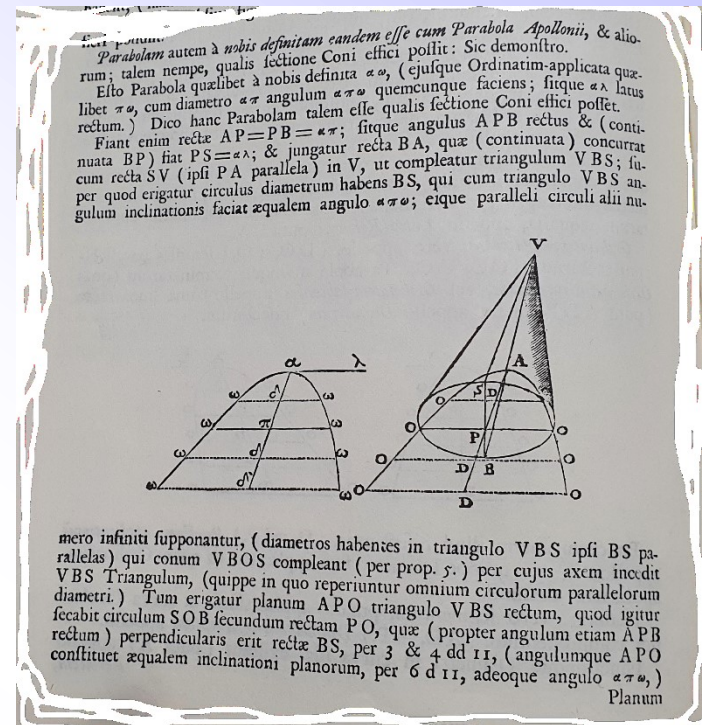 Parabolam autem à nobis definitam eandem eſſe cum Parabola Apollonii, & alio-
rum; talem nempe, qualis ſectione Coni effici poſſit: Sic demonſtro.
Eſto Parabola quælibet à nobis definita αω, (ejuſque Ordinatim-applicata quæ-
libet πω, cum diametro απ angulum απω quemcunque faciens; ſitque αλ latus
rectum.) Dico hanc Parabolam talem eſſe qualis ſectione Coni effici poſſet.
Fiant enim rectæ AP=PB=απ; ſitque angulus APB rectus & (conti-
nuata BP) fiat PS=αλ; & jungatur recta BA, quæ (continuata) concurrat
cum recta SV (ipſi PA parallela) in V, ut compleatur triangulum VBS; ſu-
per quod erigatur circulus diametrum habens BS, qui cum triangulo VBS an-
gulum inclinationis faciat æqualem angulo απω; eique paralleli circuli alii nu-
V
α λ A
δ S D
ω ω O
π P
ω ω O O
ω δ ω O D B O
ω δ ω O D O
mero infiniti ſupponantur, (diametros habentes in triangulo VBS ipſi BS pa-
rallelas) qui conum VBOS compleant (per prop. 5.) per cujus axem incedit
VBS Triangulum, (quippe in quo reperiuntur omnium circulorum parallelorum
diametri.) Tum erigatur planum APO triangulo VBS rectum, quod igitur
ſecabit circulum SOB ſecundum rectam PO, quæ (propter angulum etiam APB
rectum) perpendicularis erit rectæ BS, per 3 & 4 dd 11, (angulumque APO
conſtituet æqualem inclinationi planorum, per 6 d 11, adeoque angulo απω,)
Planum